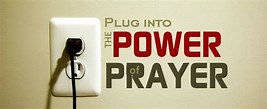 PLUG INTO
THE POWER
of PRAYER